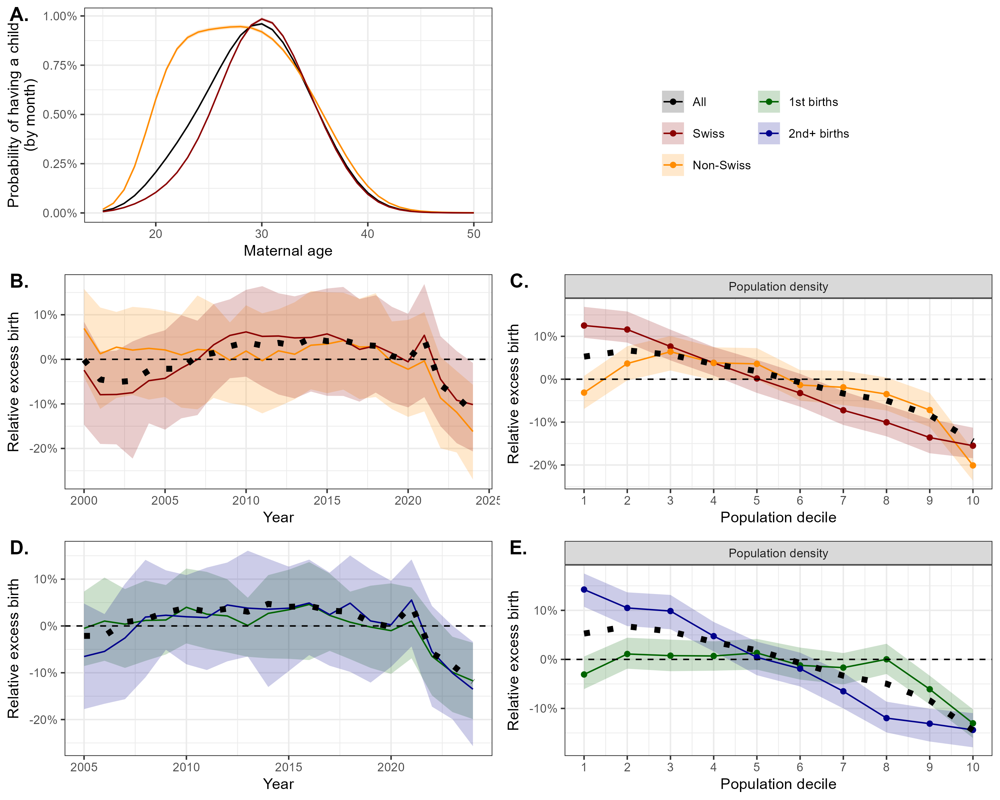 A.
Probability of having a child
(by month)
1.00%
0.75%
0.50%
0.25%
0.00%
20 30 40 50
Maternal age
All
Swiss
Non-Swiss
1st births
2nd+ births
B.
Relative excess birth
10%
0%
-10%
-20%
2000 2005 2010 2015 2020 2025
Year
C.
Population density
Relative excess birth
10%
0%
-10%
-20%
1 2 3 4 5 6 7 8 9 10
Population decile
D.
Relative excess birth
10%
0%
-10%
-20%
2005 2010 2015 2020
Year
E.
Population density
Relative excess birth
10%
0%
-10%
1 2 3 4 5 6 7 8 9 10
Population decile